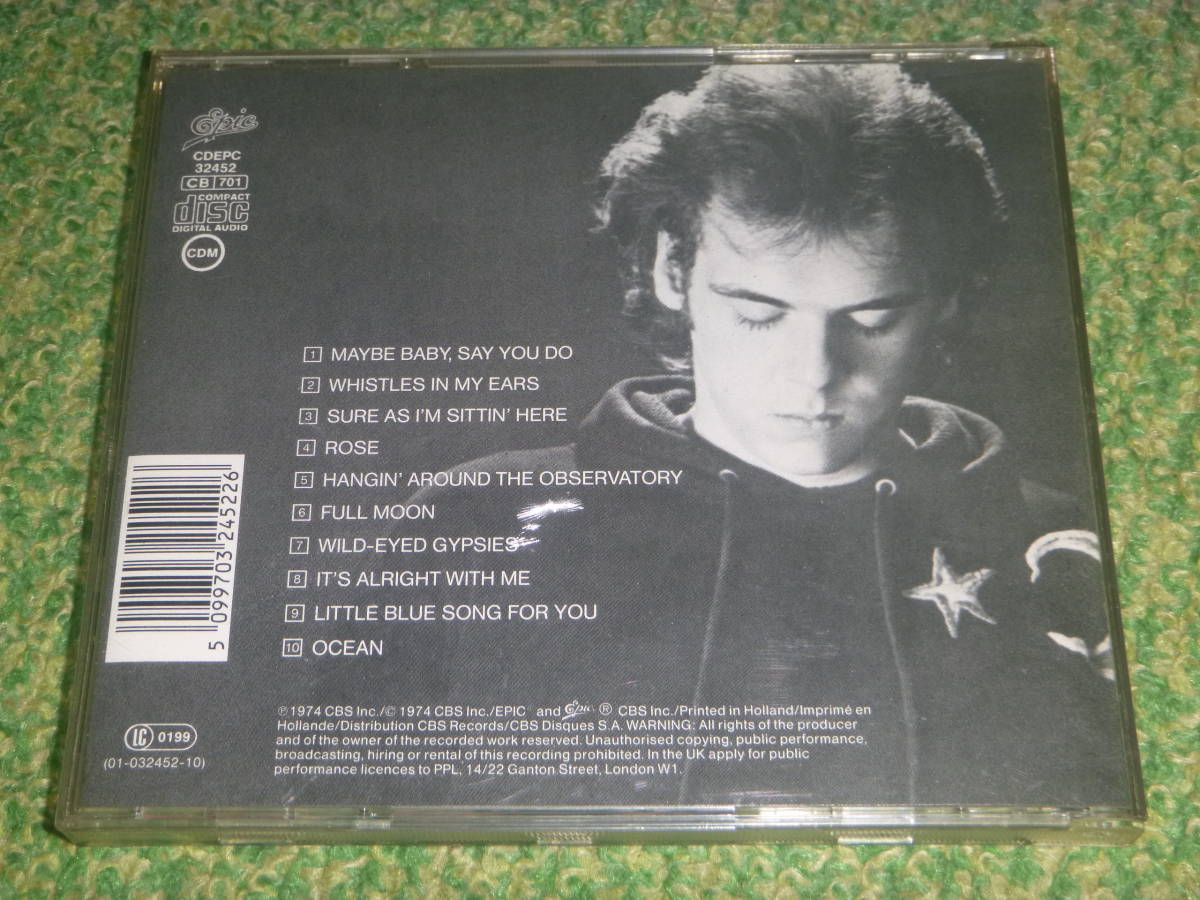 Epic
CDEPC
32452
CB 701
COMPACT
disc
DIGITAL AUDIO
CDM
1 MAYBE BABY, SAY YOU DO
2 WHISTLES IN MY EARS
3 SURE AS I'M SITTIN' HERE
4 ROSE
5 HANGIN' AROUND THE OBSERVATORY
6 FULL MOON
7 WILD-EYED GYPSIES
8 IT'S ALRIGHT WITH ME
9 LITTLE BLUE SONG FOR YOU
10 OCEAN
5 099703 245226
LC 0199
(01-032452-10)
℗ 1974 CBS Inc./© 1974 CBS Inc./EPIC and Epic ® CBS Inc./Printed in Holland/Imprimé en
Hollande/Distribution CBS Records/CBS Disques S.A. WARNING: All rights of the producer
and of the owner of the recorded work reserved. Unauthorised copying, public performance,
broadcasting, hiring or rental of this recording prohibited. In the UK apply for public
performance licences to PPL, 14/22 Ganton Street, London W1.